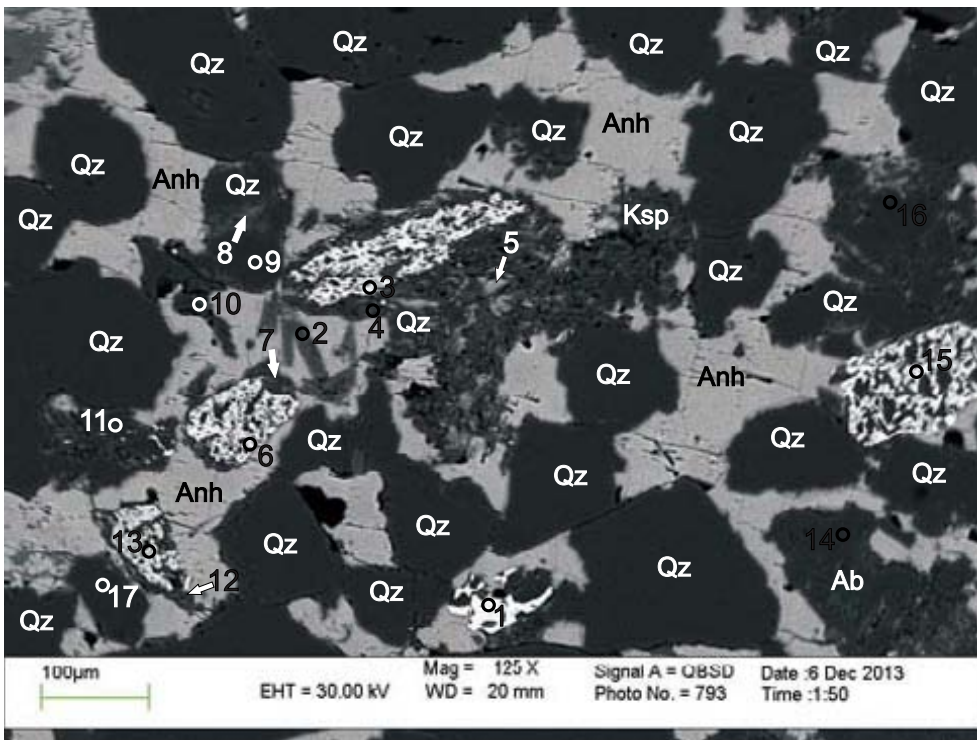 Qz Qz Qz Qz Qz
Qz Qz Anh Qz
Qz Anh Qz
Qz Ksp 16
8 9 5 Qz
10 3 4 Qz Qz
Qz 7 2 15
Qz Anh
11 6 Qz Qz
Anh Qz Qz
13 Qz Qz 14
17 12 Qz Qz Ab
Qz 1
100µm Mag = 125 X Signal A = QBSD Date :6 Dec 2013
EHT = 30.00 kV WD = 20 mm Photo No. = 793 Time :1:50